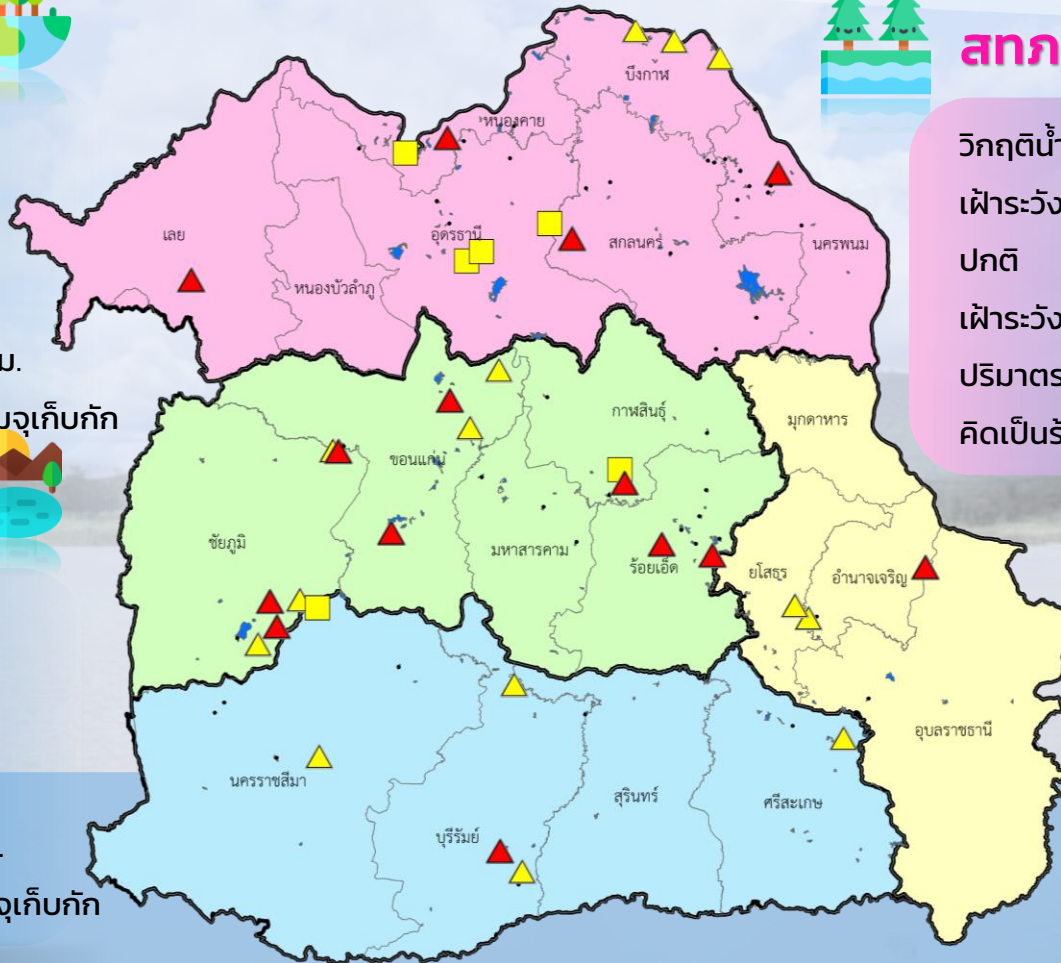 สทภ
วิกฤติน้ำ
เฝ้าระวัง
ปกติ
เฝ้าระวัง
ปริมาตร
คิดเป็นร้
ม.
มจุเก็บกัก
.
จุเก็บกัก
บึงกาฬ
หนองคาย
เลย
อุดรธานี
สกลนคร
นครพนม
หนองบัวลำภู
กาฬสินธุ์
มุกดาหาร
ขอนแก่น
ชัยภูมิ
มหาสารคาม
ร้อยเอ็ด
ยโสธร
อำนาจเจริญ
อุบลราชธานี
นครราชสีมา
สุรินทร์
ศรีสะเกษ
บุรีรัมย์